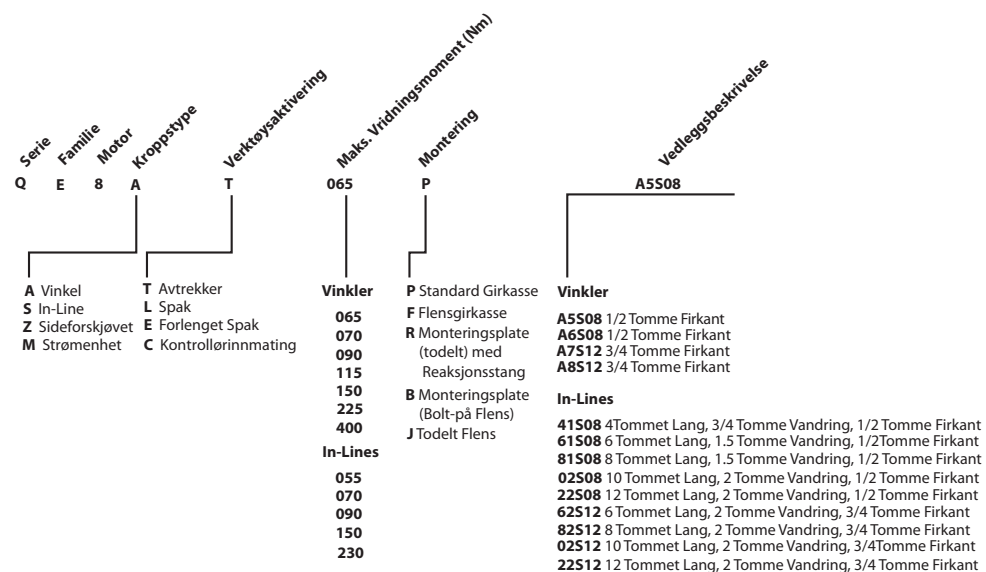 Serie
Familie
Motor
Kroppstype
Verktøysaktivering
Maks. Vridningsmoment (Nm)
Montering
Vedleggsbeskrivelse
Q E 8 A T 065 P A5S08
A Vinkel
S In-Line
Z Sideforskjøvet
M Strømenhet
T Avtrekker
L Spak
E Forlenget Spak
C Kontrollørinnmating
Vinkler
065
070
090
115
150
225
400
In-Lines
055
070
090
150
230
P Standard Girkasse
F Flensgirkasse
R Monteringsplate
(todelt) med
Reaksjonsstang
B Monteringsplate
(Bolt-på Flens)
J Todelt Flens
Vinkler
A5S08 1/2 Tomme Firkant
A6S08 1/2 Tomme Firkant
A7S12 3/4 Tomme Firkant
A8S12 3/4 Tomme Firkant
In-Lines
41S08 4Tommet Lang, 3/4 Tomme Vandring, 1/2 Tomme Firkant
61S08 6 Tommet Lang, 1.5 Tomme Vandring, 1/2Tomme Firkant
81S08 8 Tommet Lang, 1.5 Tomme Vandring, 1/2 Tomme Firkant
02S08 10 Tommet Lang, 2 Tomme Vandring, 1/2 Tomme Firkant
22S08 12 Tommet Lang, 2 Tomme Vandring, 1/2 Tomme Firkant
62S12 6 Tommet Lang, 2 Tomme Vandring, 3/4 Tomme Firkant
82S12 8 Tommet Lang, 2 Tomme Vandring, 3/4 Tomme Firkant
02S12 10 Tommet Lang, 2 Tomme Vandring, 3/4Tomme Firkant
22S12 12 Tommet Lang, 2 Tomme Vandring, 3/4 Tomme Firkant